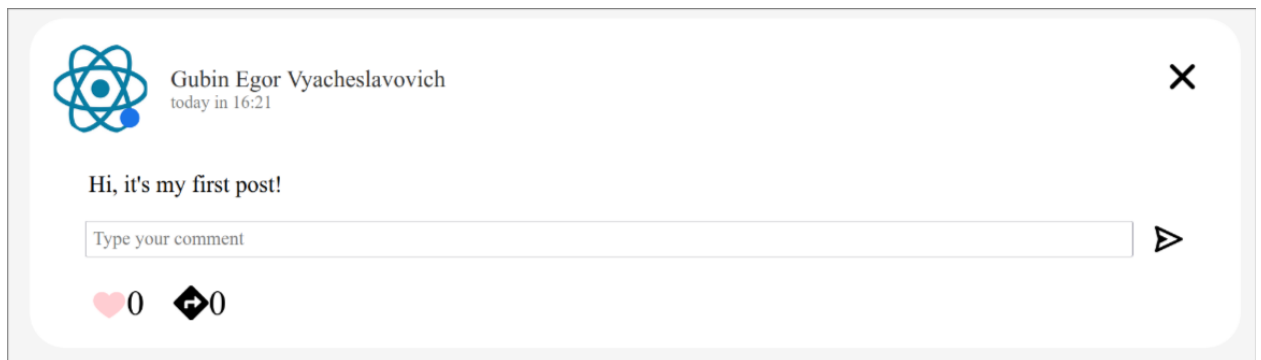 Gubin Egor Vyacheslavovich
today in 16:21
Hi, it's my first post!
Type your comment
0 0